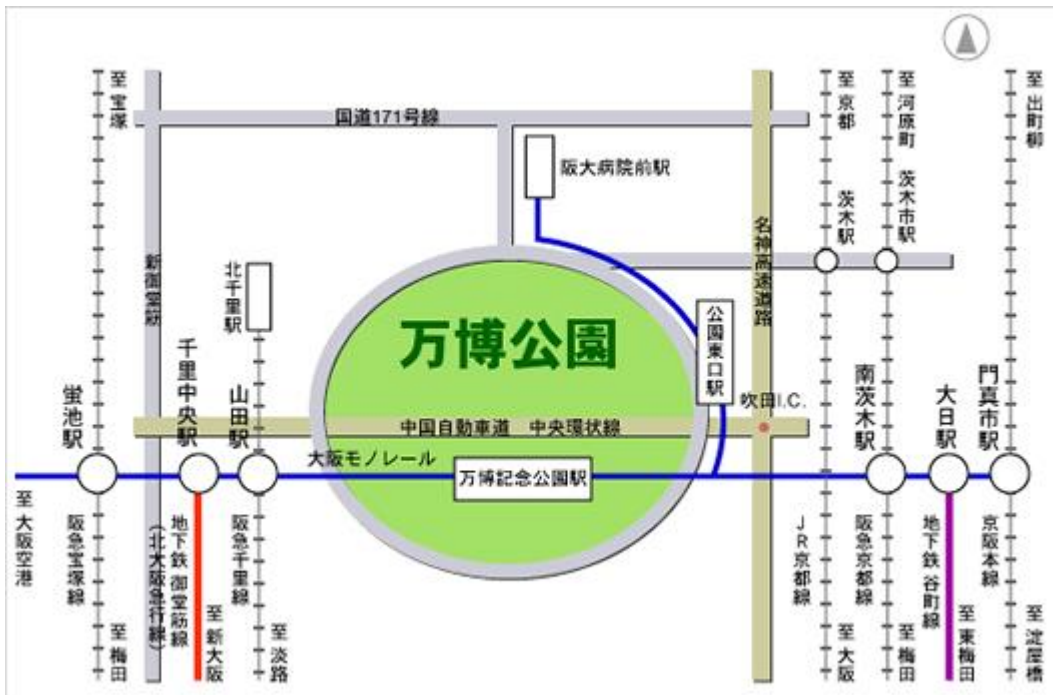 至 宝塚
国道171号線
阪大病院前駅
至 京都
至 河原町
至 出町柳
茨木駅
茨木市駅
名神高速道路
新御堂筋
北千里駅
万博公園
公園東口駅
蛍池駅
千里中央駅
山田駅
中国自動車道 中央環状線
吹田I.C.
南茨木駅
大日駅
門真市駅
大阪モノレール
万博記念公園駅
至 大阪空港
阪急宝塚線
至 梅田
地下鉄 御堂筋線
(北大阪急行線)
至 新大阪
阪急千里線
至 淡路
JR京都線
至 大阪
阪急京都線
至 梅田
地下鉄 谷町線
至 東梅田
京阪本線
至 淀屋橋